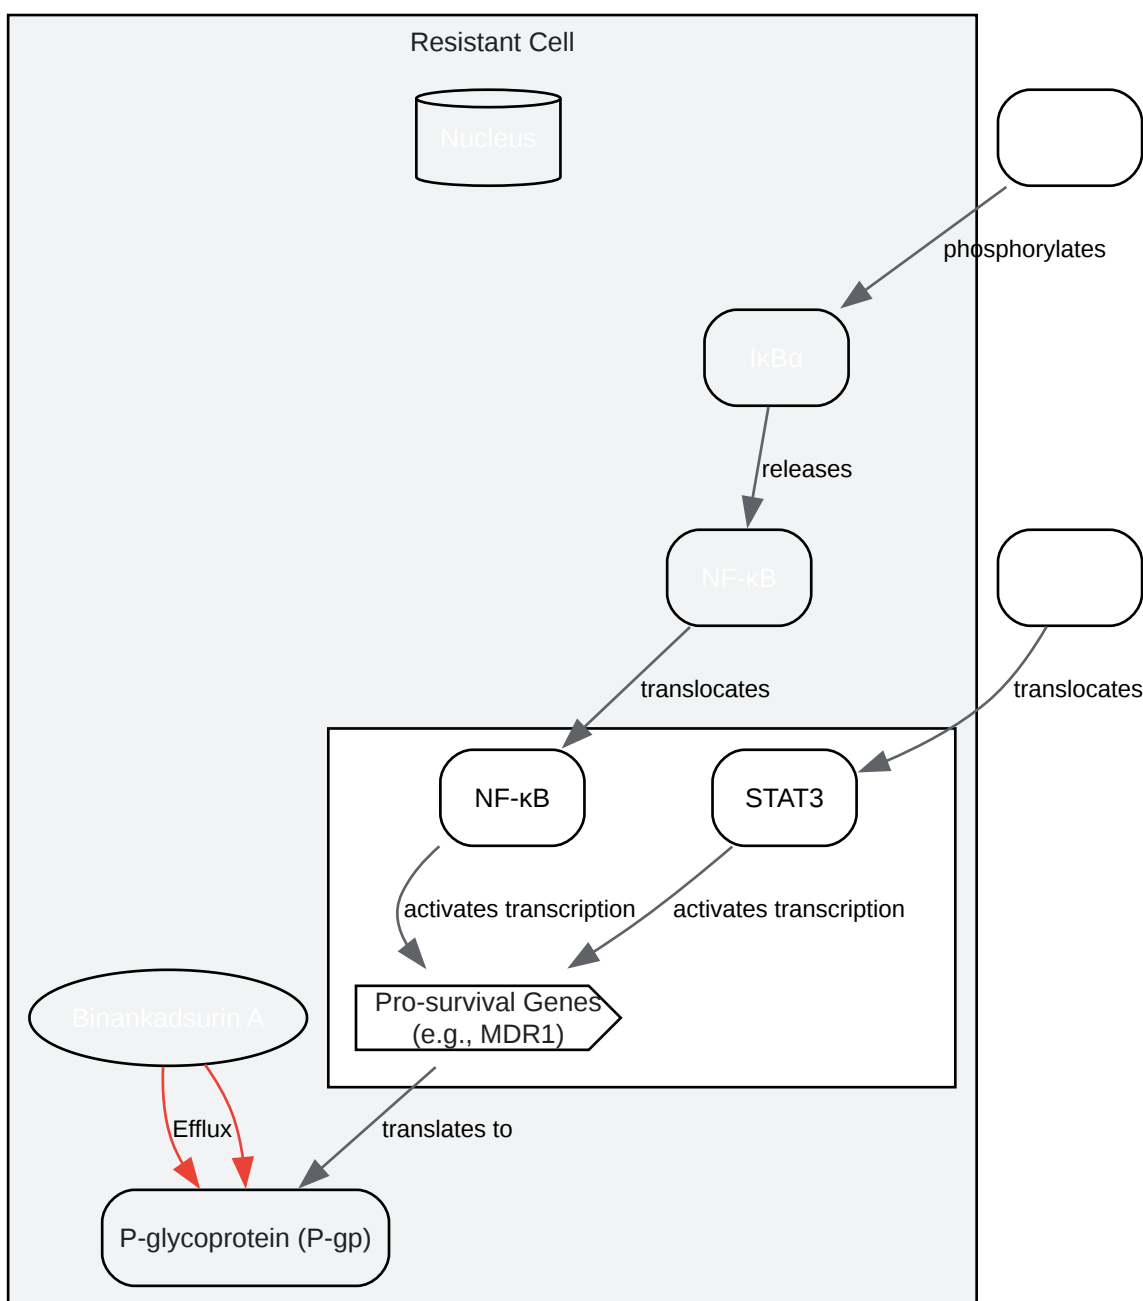 Resistant Cell
Nucleus
phosphorylates
IκBα
releases
NF-κB
translocates
translocates
NF-κB
STAT3
activates transcription
activates transcription
Pro-survival Genes
(e.g., MDR1)
Binankadsurin A
Efflux
translates to
P-glycoprotein (P-gp)